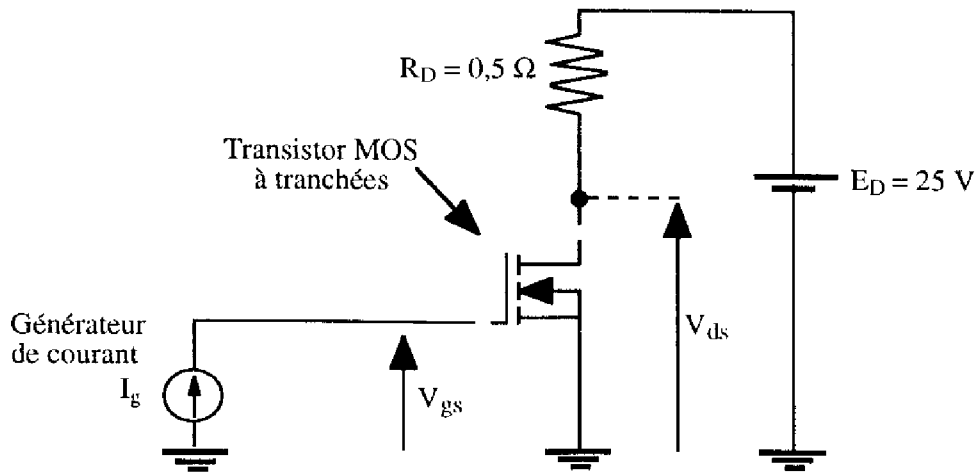 R_D = 0,5 Ω
Transistor MOS
à tranchées
E_D = 25 V
Générateur
de courant
I_g
V_gs
V_ds